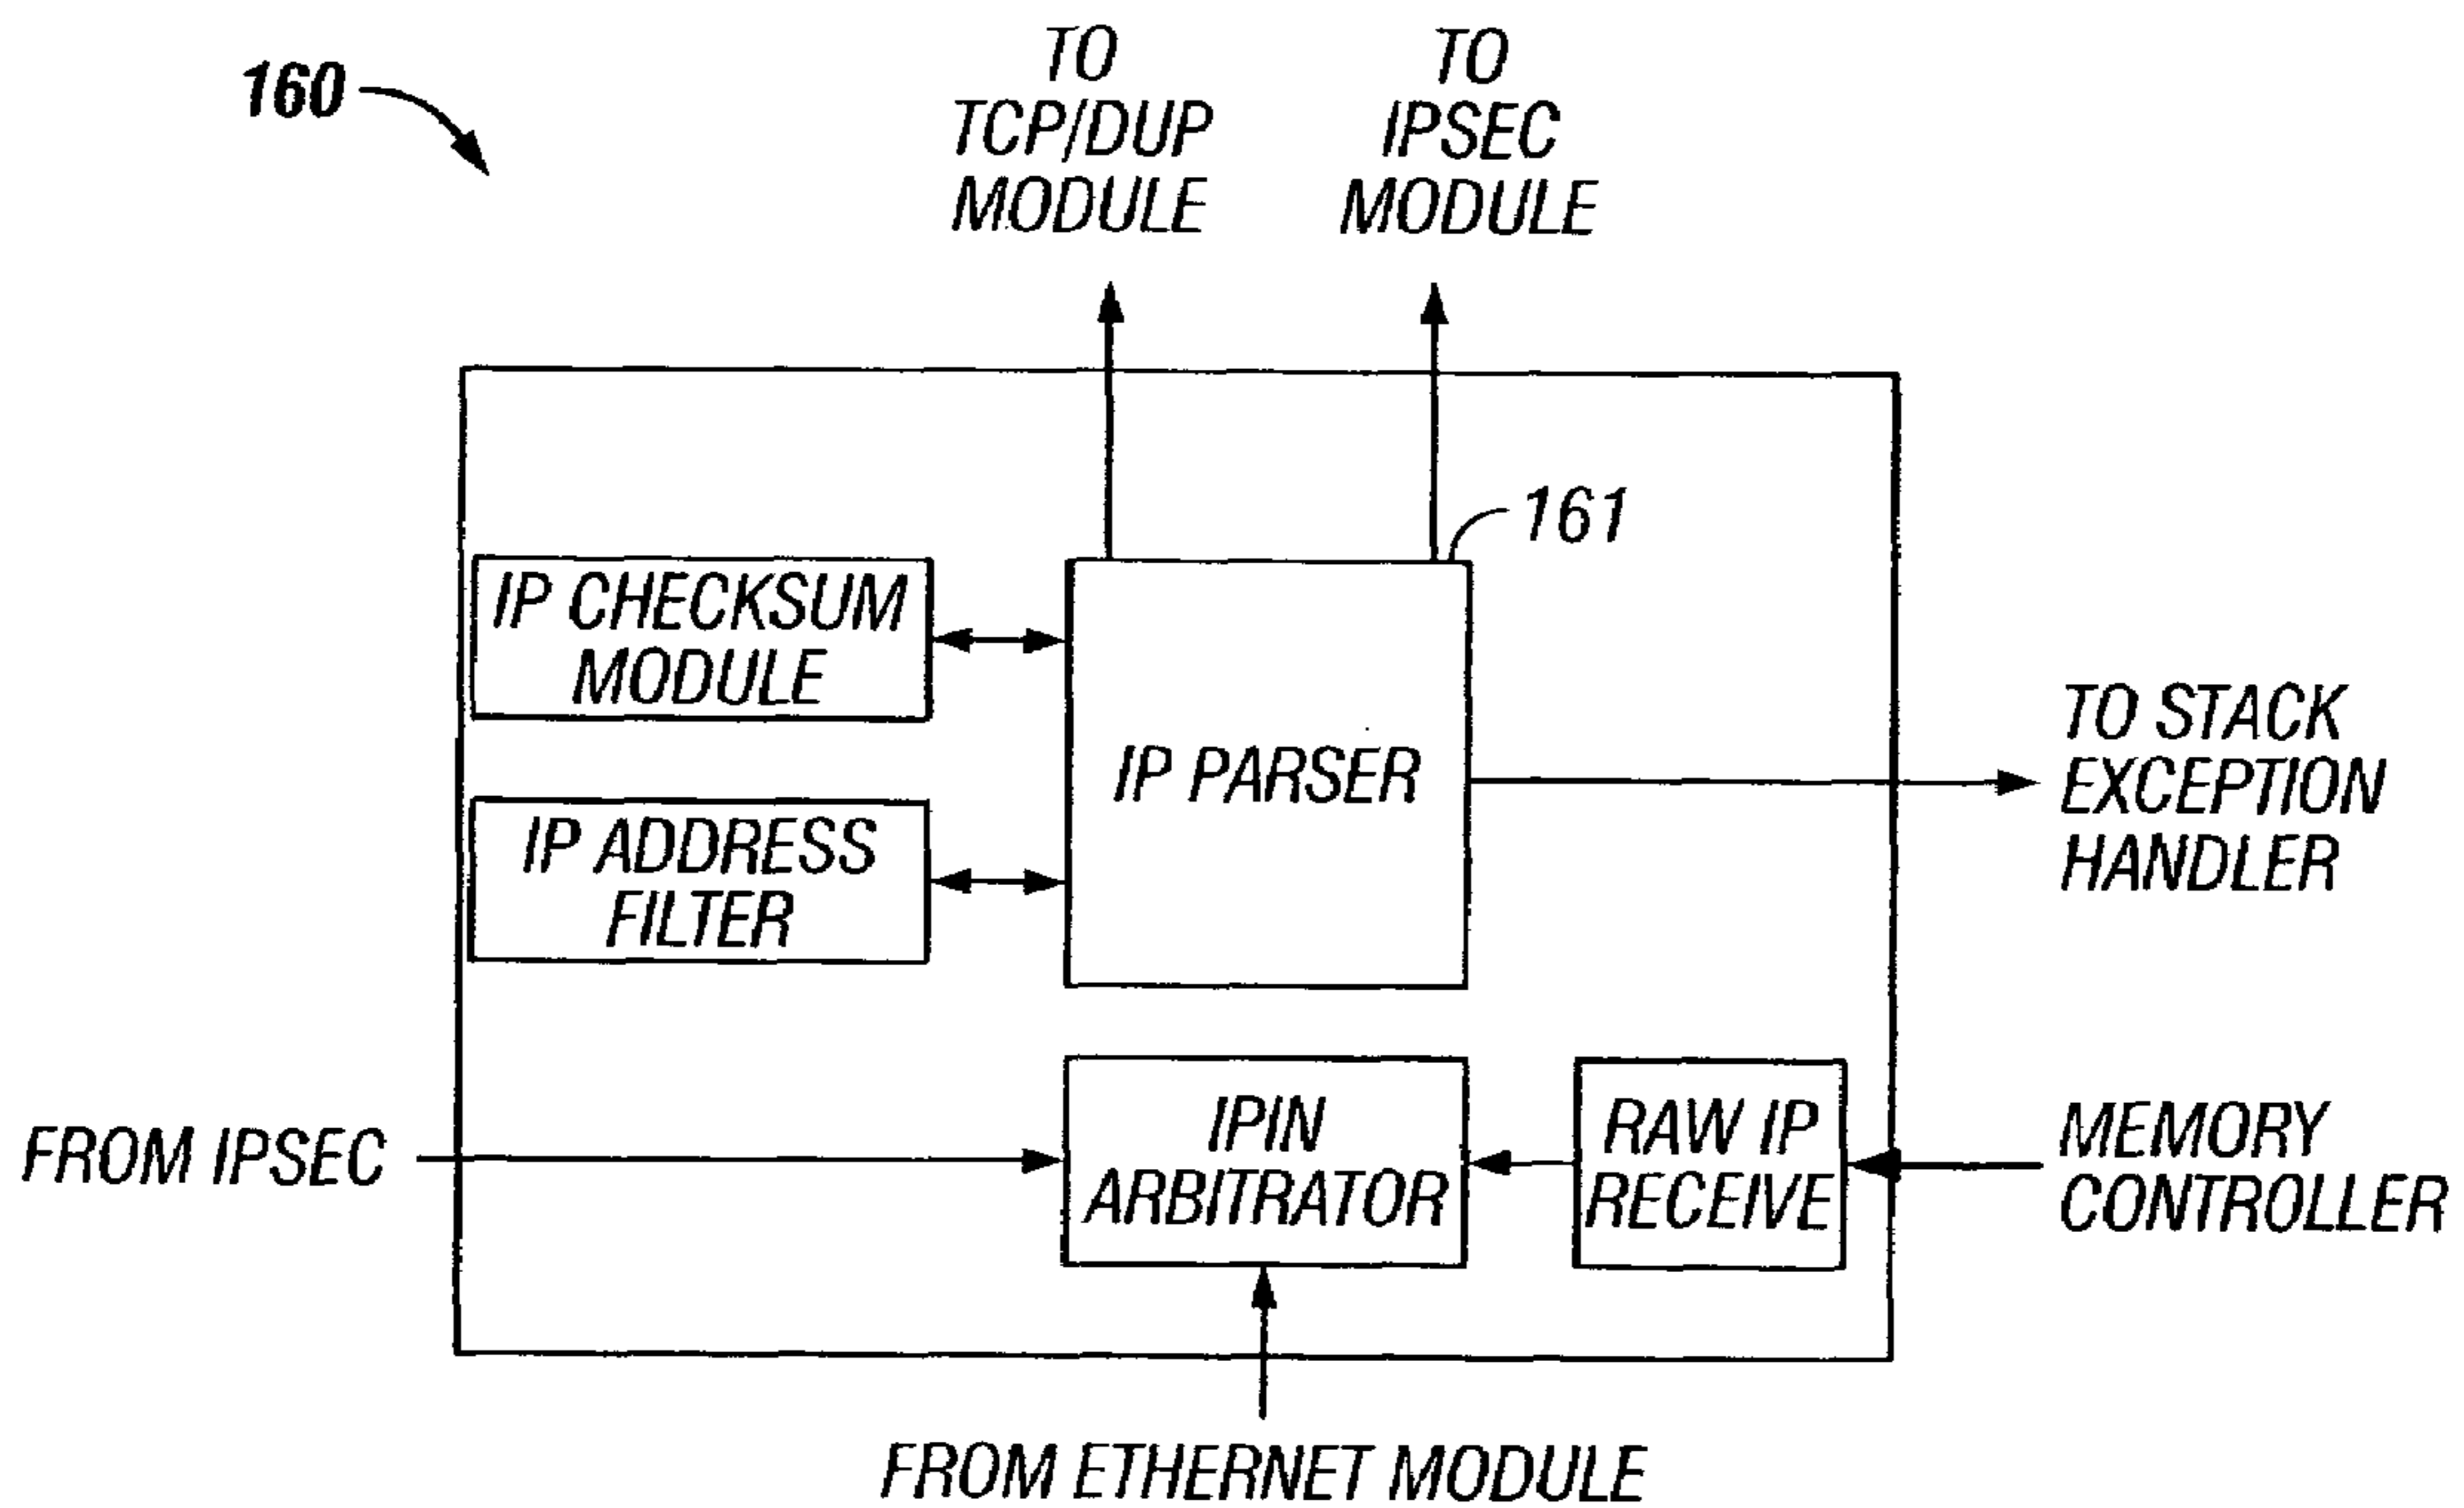 160
TO
TCP/DUP
MODULE
TO
IPSEC
MODULE
161
IP CHECKSUM
MODULE
IP PARSER
IP ADDRESS
FILTER
TO STACK
EXCEPTION
HANDLER
FROM IPSEC
IPIN
ARBITRATOR
RAW IP
RECEIVE
MEMORY
CONTROLLER
FROM ETHERNET MODULE